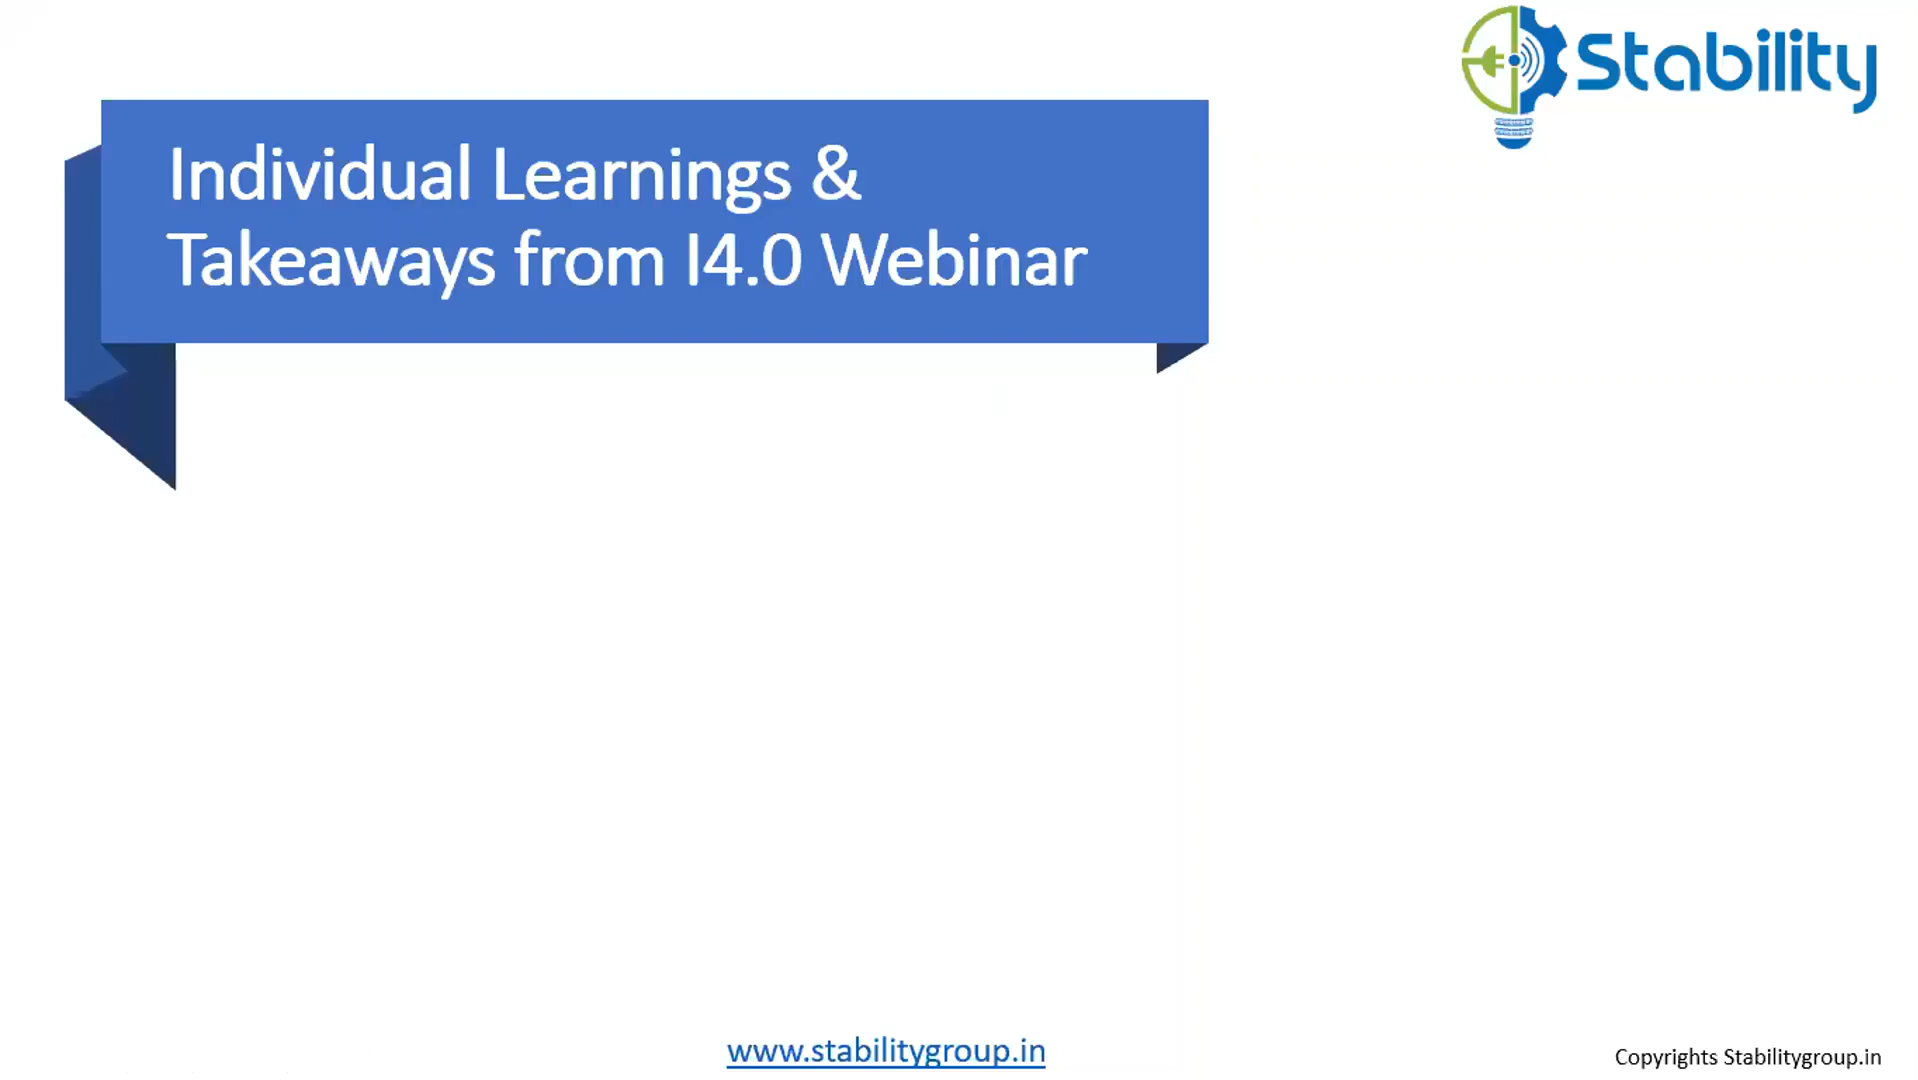 Stability
Individual Learnings &
Takeaways from I4.0 Webinar
www.stabilitygroup.in
Copyrights Stabilitygroup.in